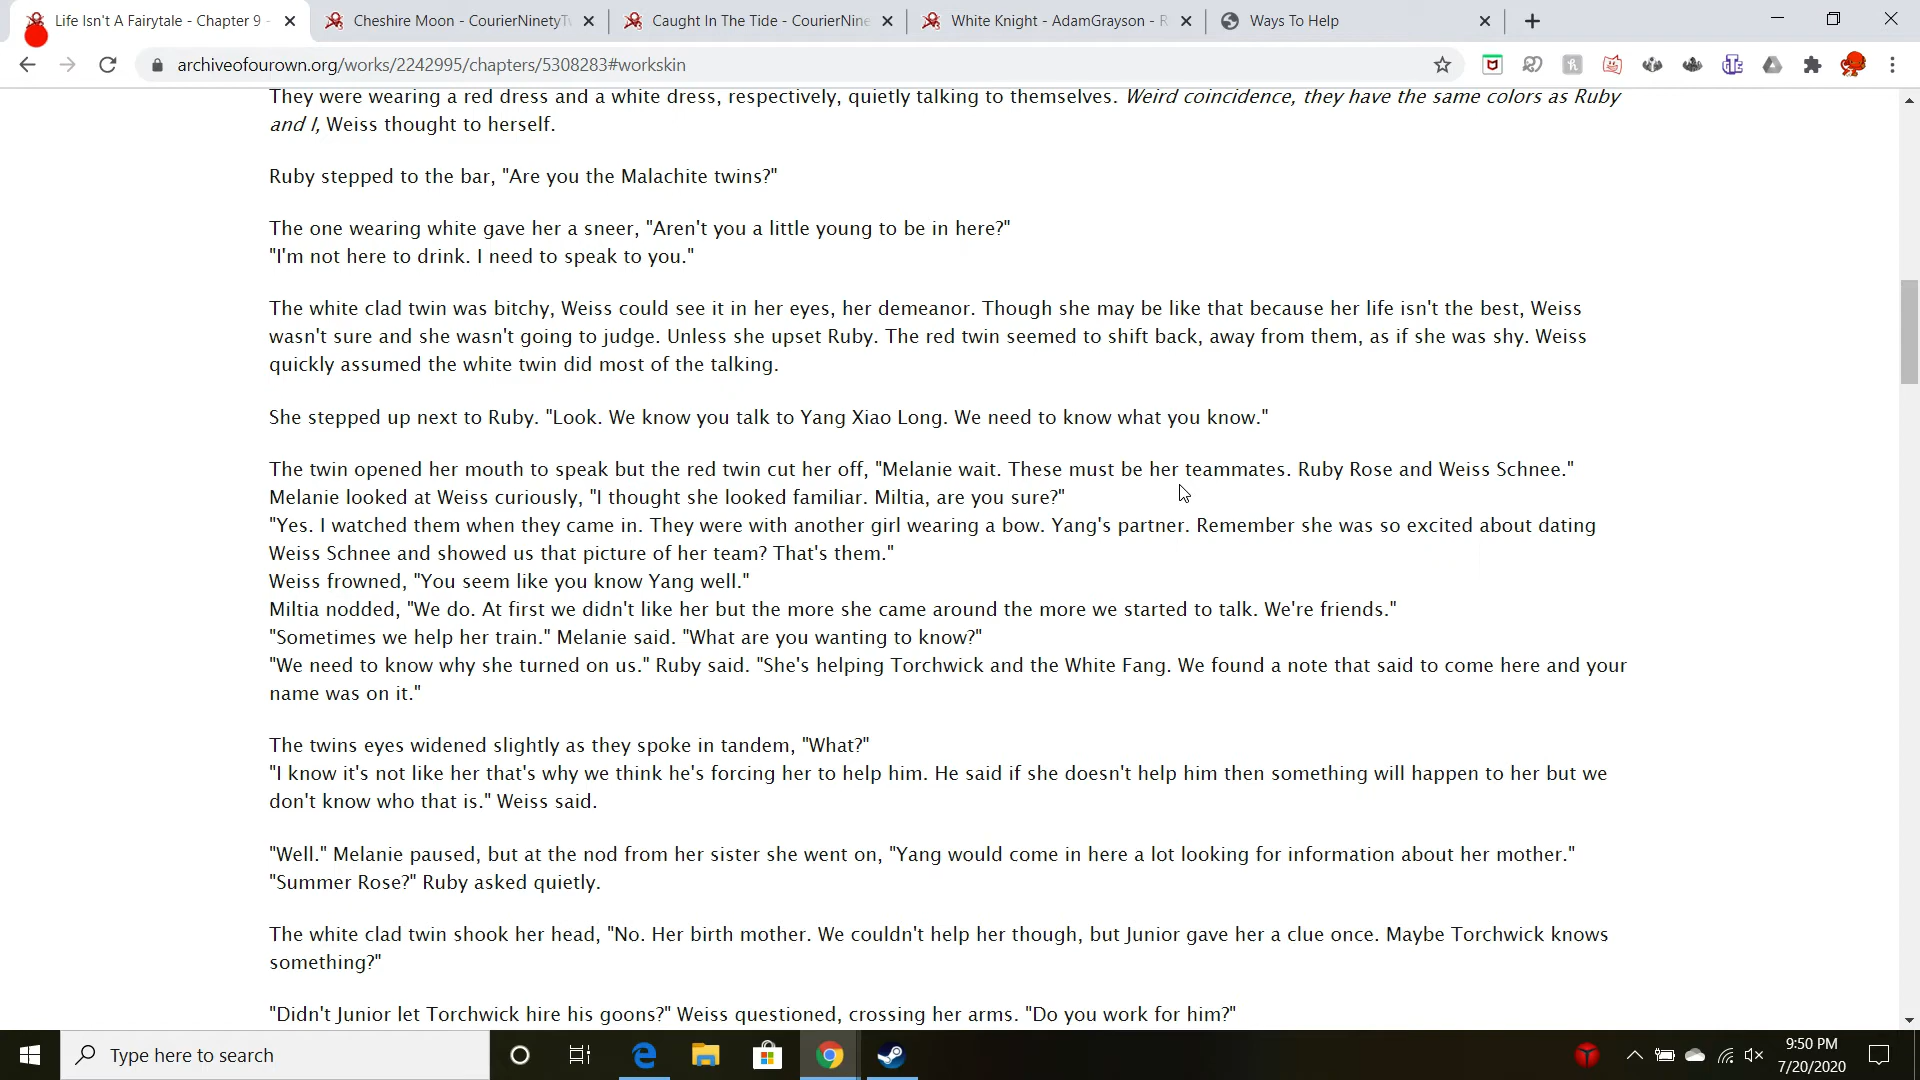 Life Isn't A Fairytale - Chapter 9 -
Cheshire Moon - CourierNinetyTw
Caught In The Tide - CourierNine
White Knight - AdamGrayson - R
Ways To Help
archiveofourown.org/works/2242995/chapters/5308283#workskin
They were wearing a red dress and a white dress, respectively, quietly talking to themselves. Weird coincidence, they have the same colors as Ruby
and I, Weiss thought to herself.
Ruby stepped to the bar, "Are you the Malachite twins?"
The one wearing white gave her a sneer, "Aren't you a little young to be in here?"
"I'm not here to drink. I need to speak to you."
The white clad twin was bitchy, Weiss could see it in her eyes, her demeanor. Though she may be like that because her life isn't the best, Weiss
wasn't sure and she wasn't going to judge. Unless she upset Ruby. The red twin seemed to shift back, away from them, as if she was shy. Weiss
quickly assumed the white twin did most of the talking.
She stepped up next to Ruby. "Look. We know you talk to Yang Xiao Long. We need to know what you know."
The twin opened her mouth to speak but the red twin cut her off, "Melanie wait. These must be her teammates. Ruby Rose and Weiss Schnee."
Melanie looked at Weiss curiously, "I thought she looked familiar. Miltia, are you sure?"
"Yes. I watched them when they came in. They were with another girl wearing a bow. Yang's partner. Remember she was so excited about dating
Weiss Schnee and showed us that picture of her team? That's them."
Weiss frowned, "You seem like you know Yang well."
Miltia nodded, "We do. At first we didn't like her but the more she came around the more we started to talk. We're friends."
"Sometimes we help her train." Melanie said. "What are you wanting to know?"
"We need to know why she turned on us." Ruby said. "She's helping Torchwick and the White Fang. We found a note that said to come here and your
name was on it."
The twins eyes widened slightly as they spoke in tandem, "What?"
"I know it's not like her that's why we think he's forcing her to help him. He said if she doesn't help him then something will happen to her but we
don't know who that is." Weiss said.
"Well." Melanie paused, but at the nod from her sister she went on, "Yang would come in here a lot looking for information about her mother."
"Summer Rose?" Ruby asked quietly.
The white clad twin shook her head, "No. Her birth mother. We couldn't help her though, but Junior gave her a clue once. Maybe Torchwick knows
something?"
"Didn't Junior let Torchwick hire his goons?" Weiss questioned, crossing her arms. "Do you work for him?"
Type here to search
9:50 PM
7/20/2020